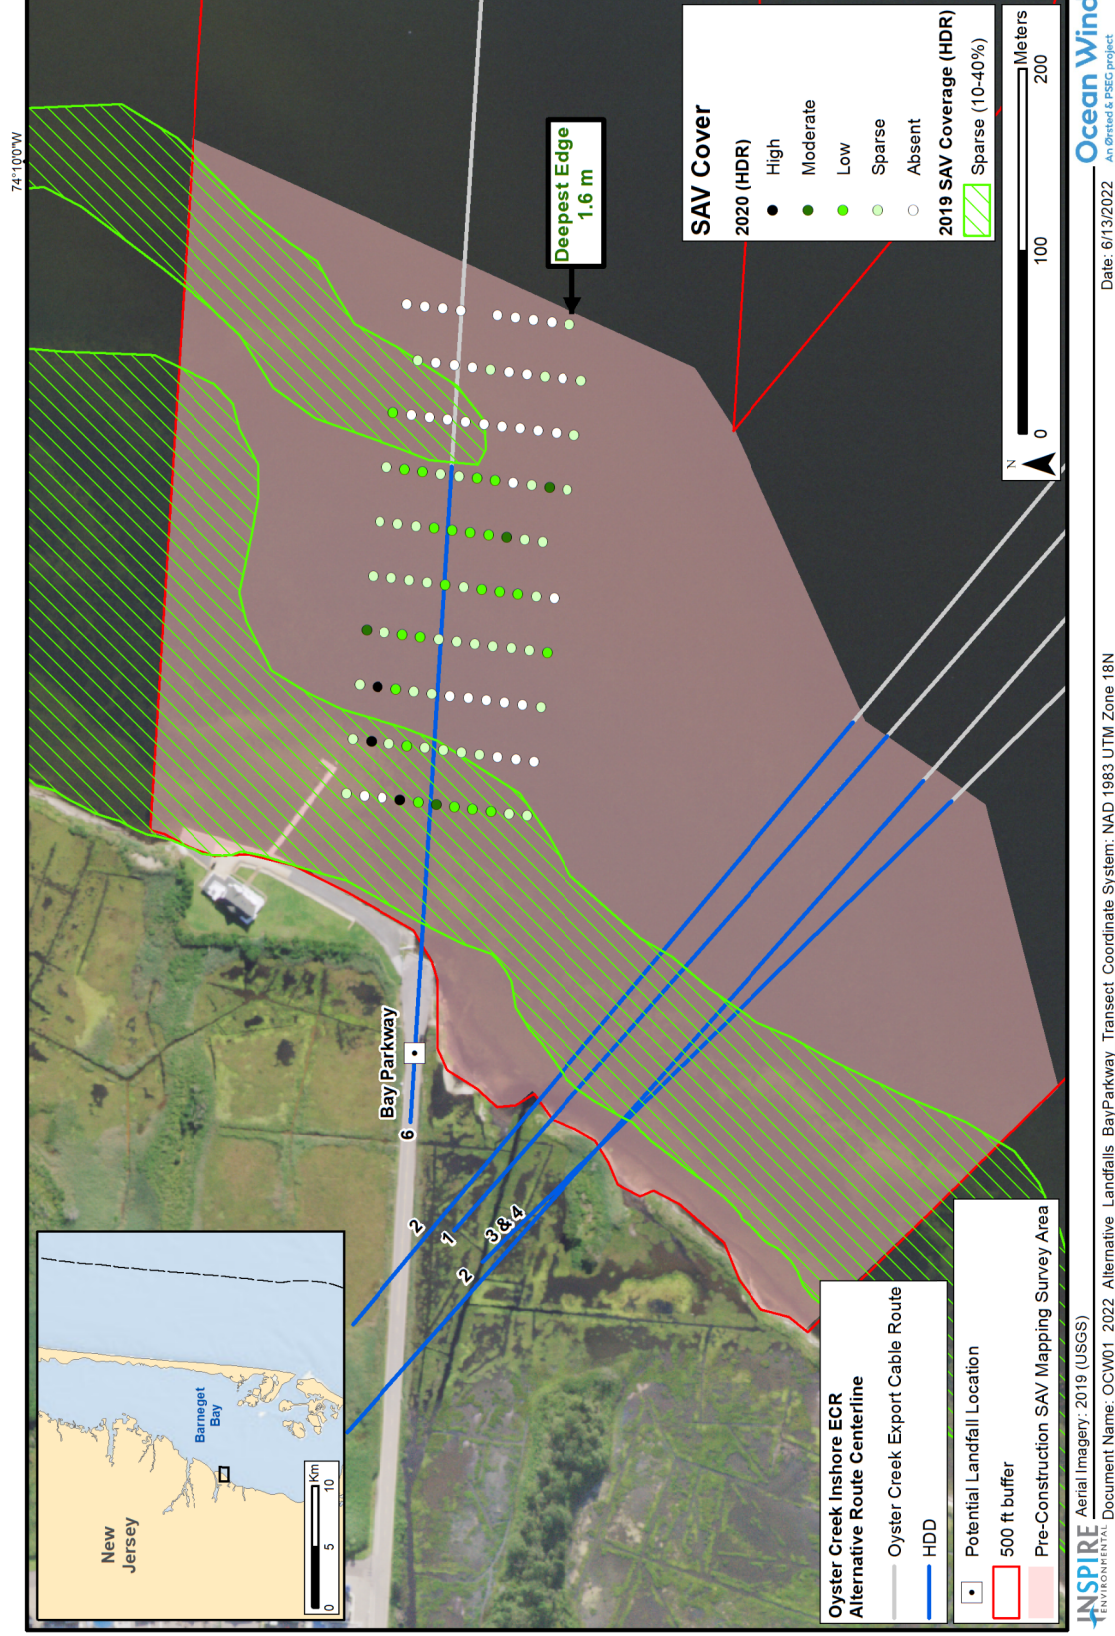 74°10'0"W
New
Jersey
Barneget
Bay
0 5 10 Km
Bay Parkway
6
2
1
3 & 4
2
Deepest Edge
1.6 m
SAV Cover
2020 (HDR)
High
Moderate
Low
Sparse
Absent
2019 SAV Coverage (HDR)
Sparse (10-40%)
N
0 100 200 Meters
Oyster Creek Inshore ECR
Alternative Route Centerline
Oyster Creek Export Cable Route
HDD
Potential Landfall Location
500 ft buffer
Pre-Construction SAV Mapping Survey Area
INSPIRE
ENVIRONMENTAL
Aerial Imagery: 2019 (USGS)
Document Name: OCW01_2022_Alternative_Landfalls_BayParkway_Transect Coordinate System: NAD 1983 UTM Zone 18N
Date: 6/13/2022
Ocean Wind
An Ørsted & PSEG project